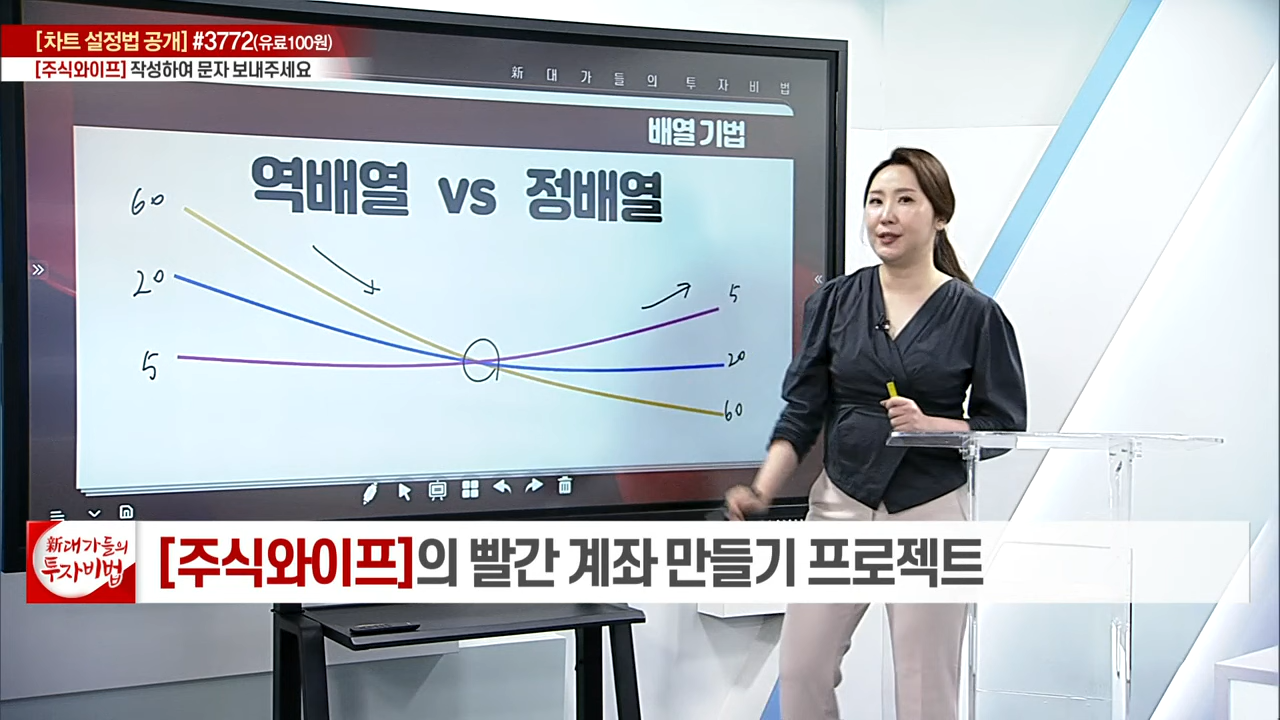 [차트 설정법 공개] #3772(유료100원)
[주식와이프] 작성하여 문자 보내주세요
新 대 가 들 의 투 자 비 법
배열 기법
역배열 vs 정배열
60
20
5
5
20
60
新대가들의
투자비법
[주식와이프]의 빨간 계좌 만들기 프로젝트